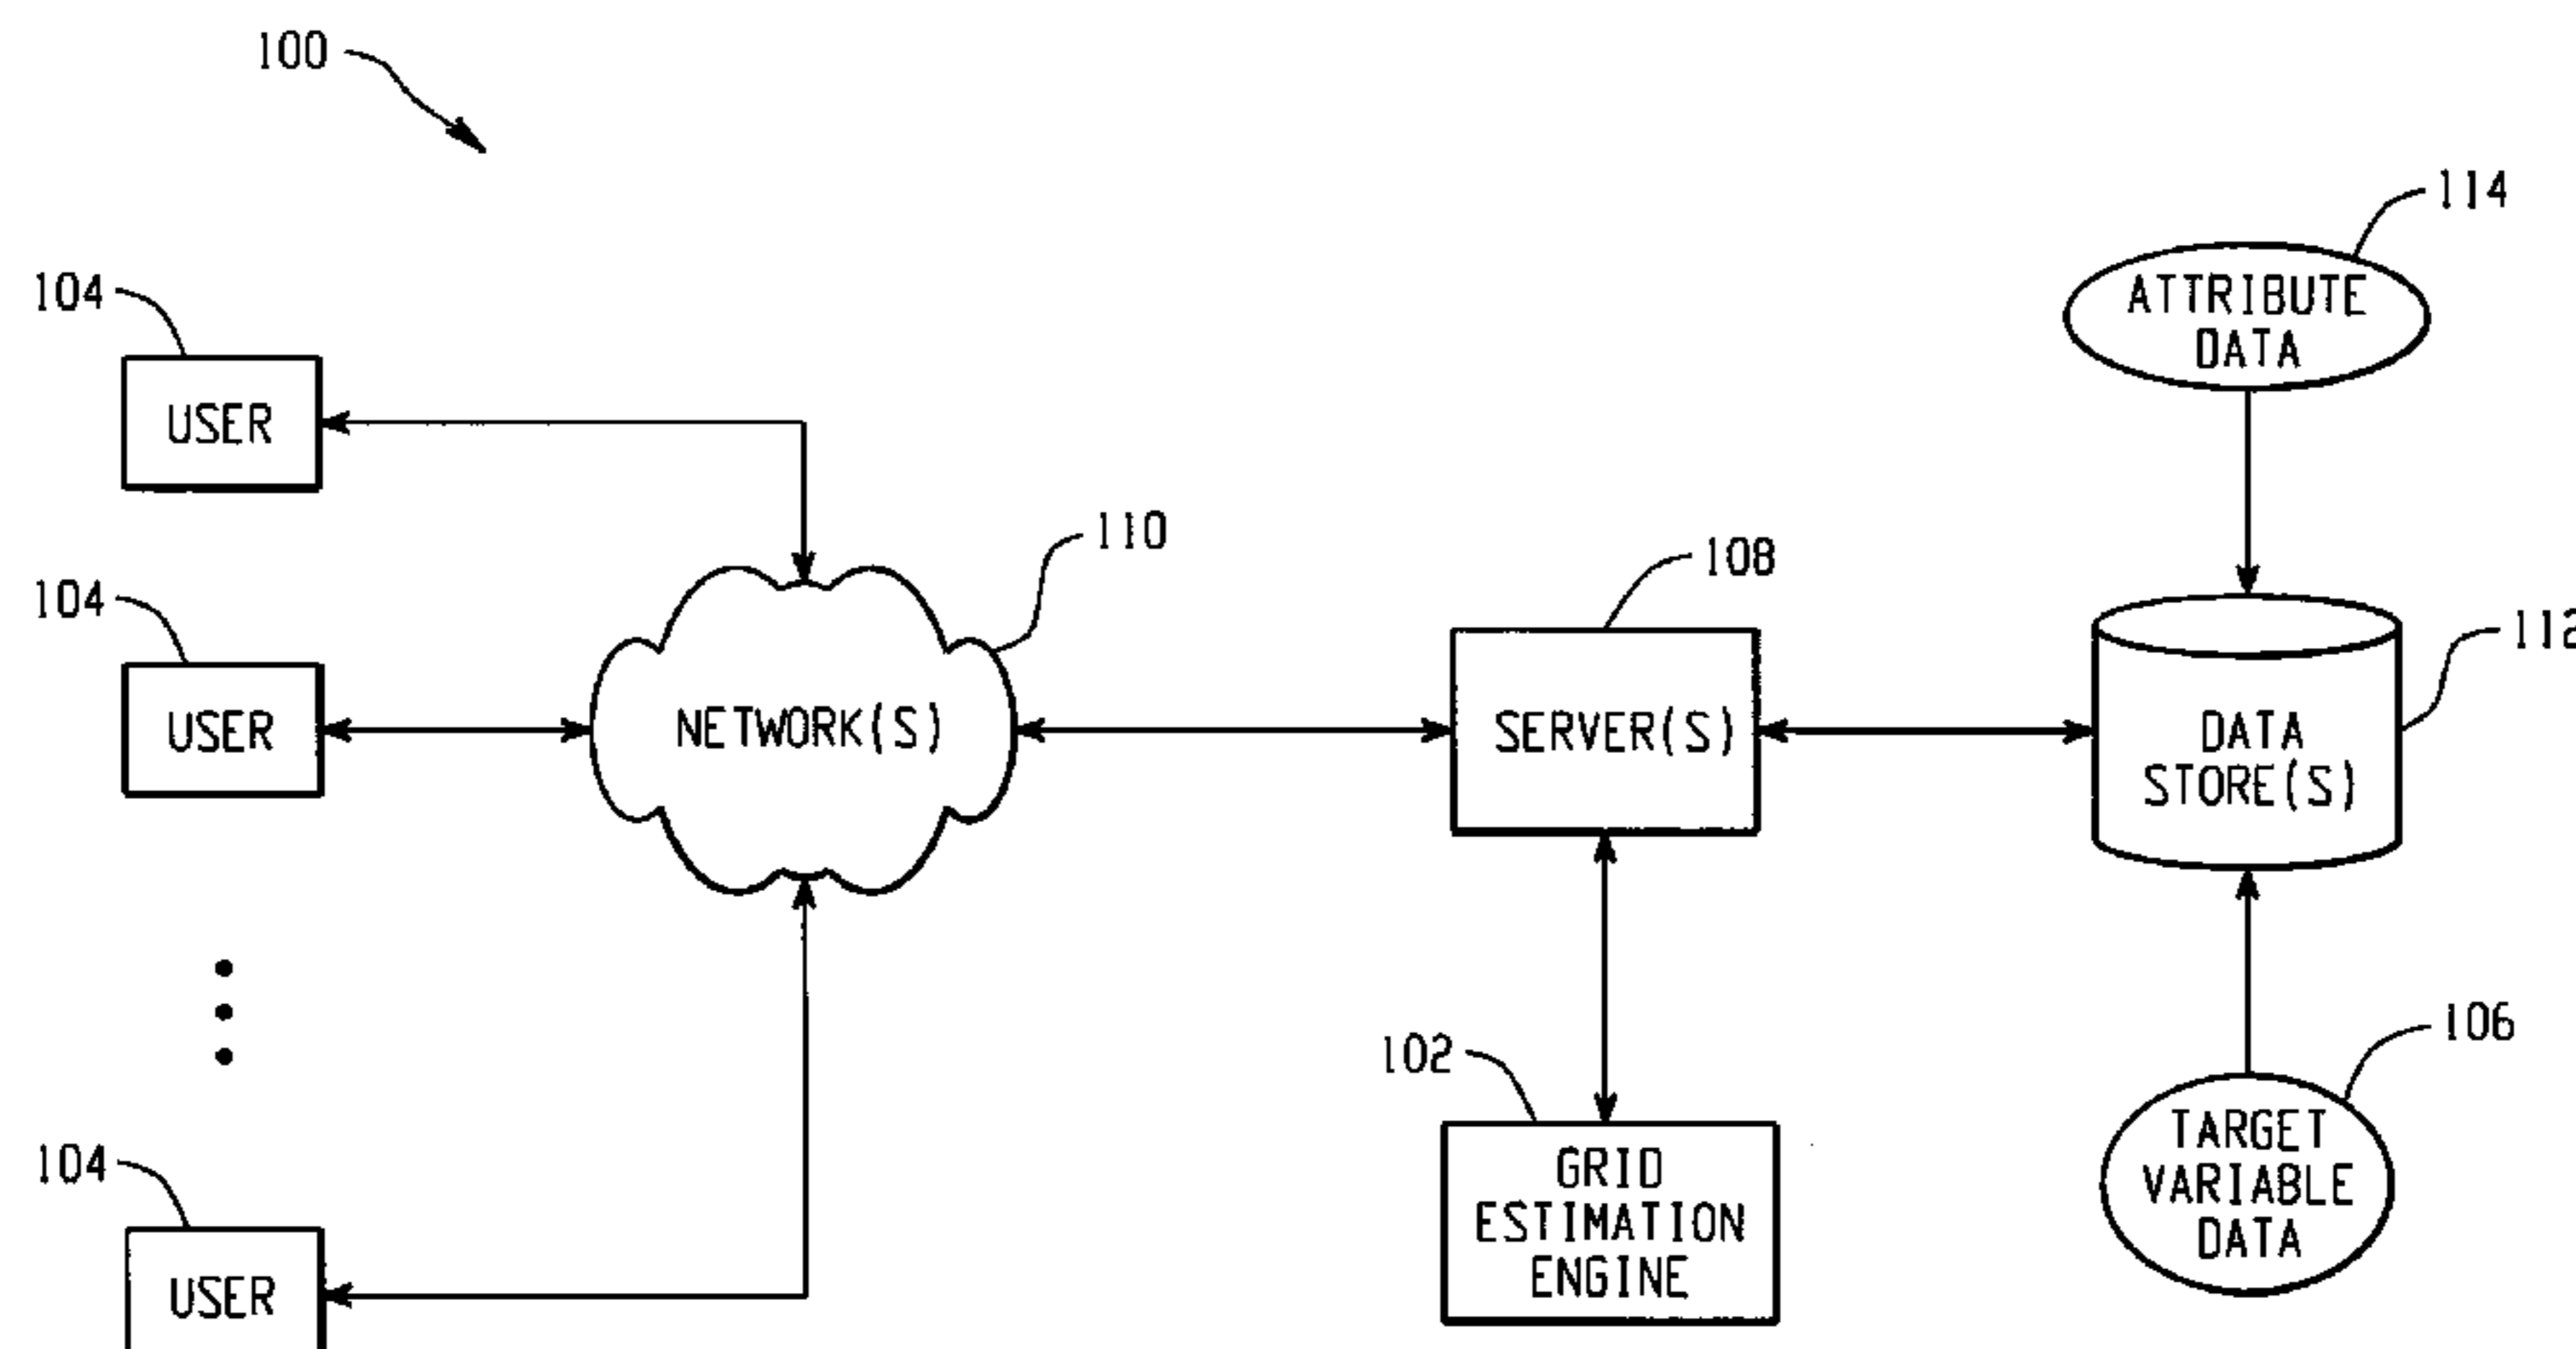 100
114
104
ATTRIBUTE
DATA
USER
110
108
104
112
USER
NETWORK(S)
SERVER(S)
DATA
STORE(S)
106
102
104
TARGET
VARIABLE
DATA
GRID
ESTIMATION
ENGINE
USER